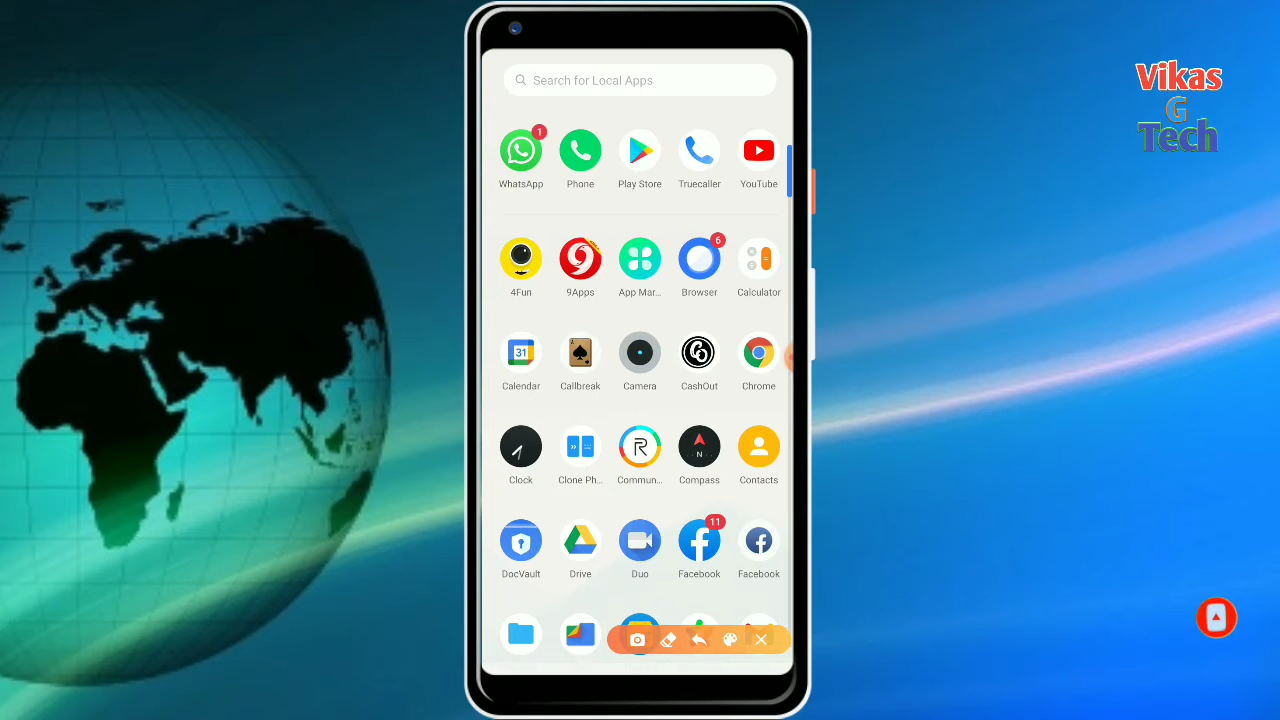 Vikas
G
Tech
Search for Local Apps
1
WhatsApp Phone Play Store Truecaller YouTube
6
4Fun 9Apps App Mar... Browser Calculator
31
Calendar Callbreak Camera CashOut Chrome
N
Clock Clone Ph... Commun... Compass Contacts
11
DocVault Drive Duo Facebook Facebook